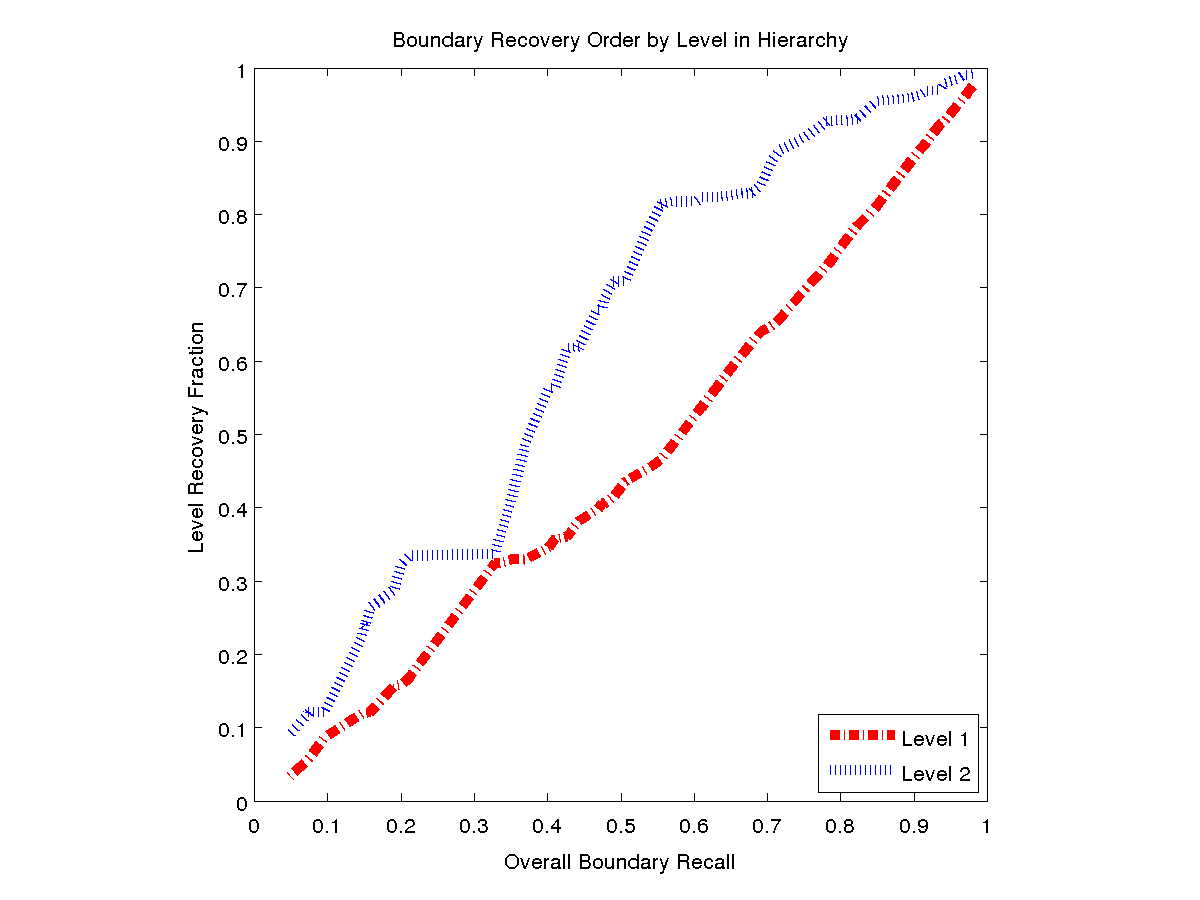 Boundary Recovery Order by Level in Hierarchy
1
0.9
0.8
0.7
0.6
0.5
0.4
0.3
0.2
0.1
0
Level Recovery Fraction
Level 1
Level 2
0 0.1 0.2 0.3 0.4 0.5 0.6 0.7 0.8 0.9 1
Overall Boundary Recall